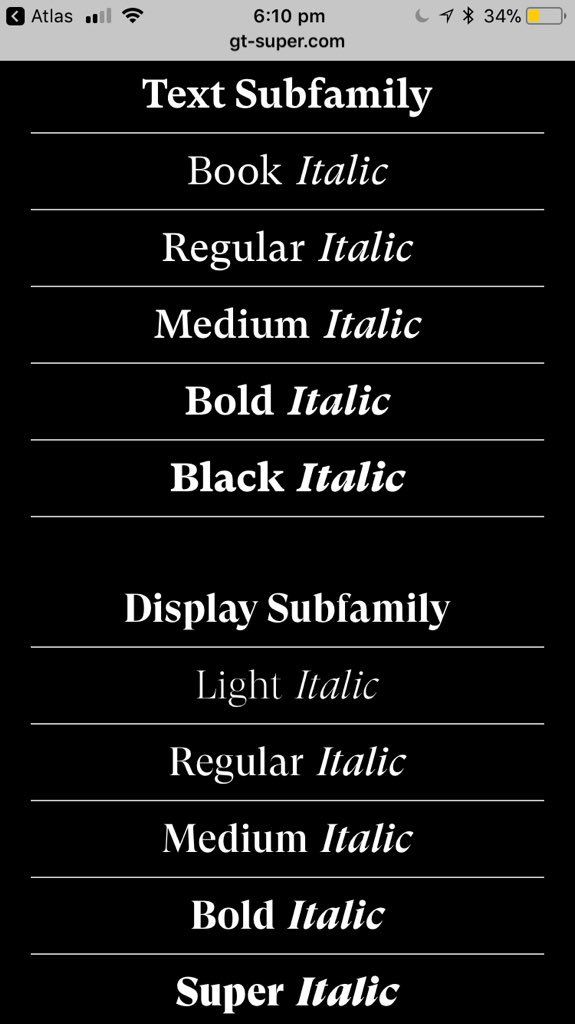 Atlas 6:10 pm 34%
gt-super.com
Text Subfamily
Book Italic
Regular Italic
Medium Italic
Bold Italic
Black Italic
Display Subfamily
Light Italic
Regular Italic
Medium Italic
Bold Italic
Super Italic